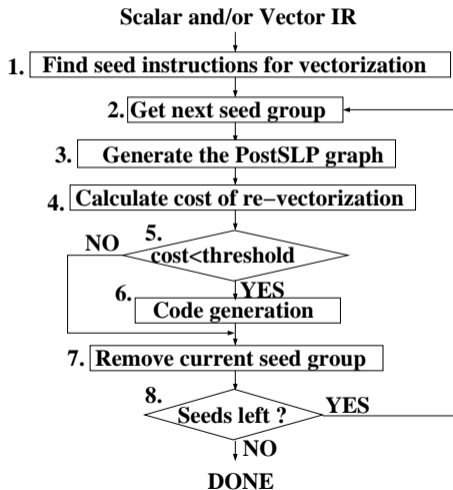 Scalar and/or Vector IR
1. Find seed instructions for vectorization
2. Get next seed group
3. Generate the PostSLP graph
4. Calculate cost of re−vectorization
NO 5.
cost<threshold
6. YES
Code generation
7. Remove current seed group
8. YES
Seeds left ?
NO
DONE